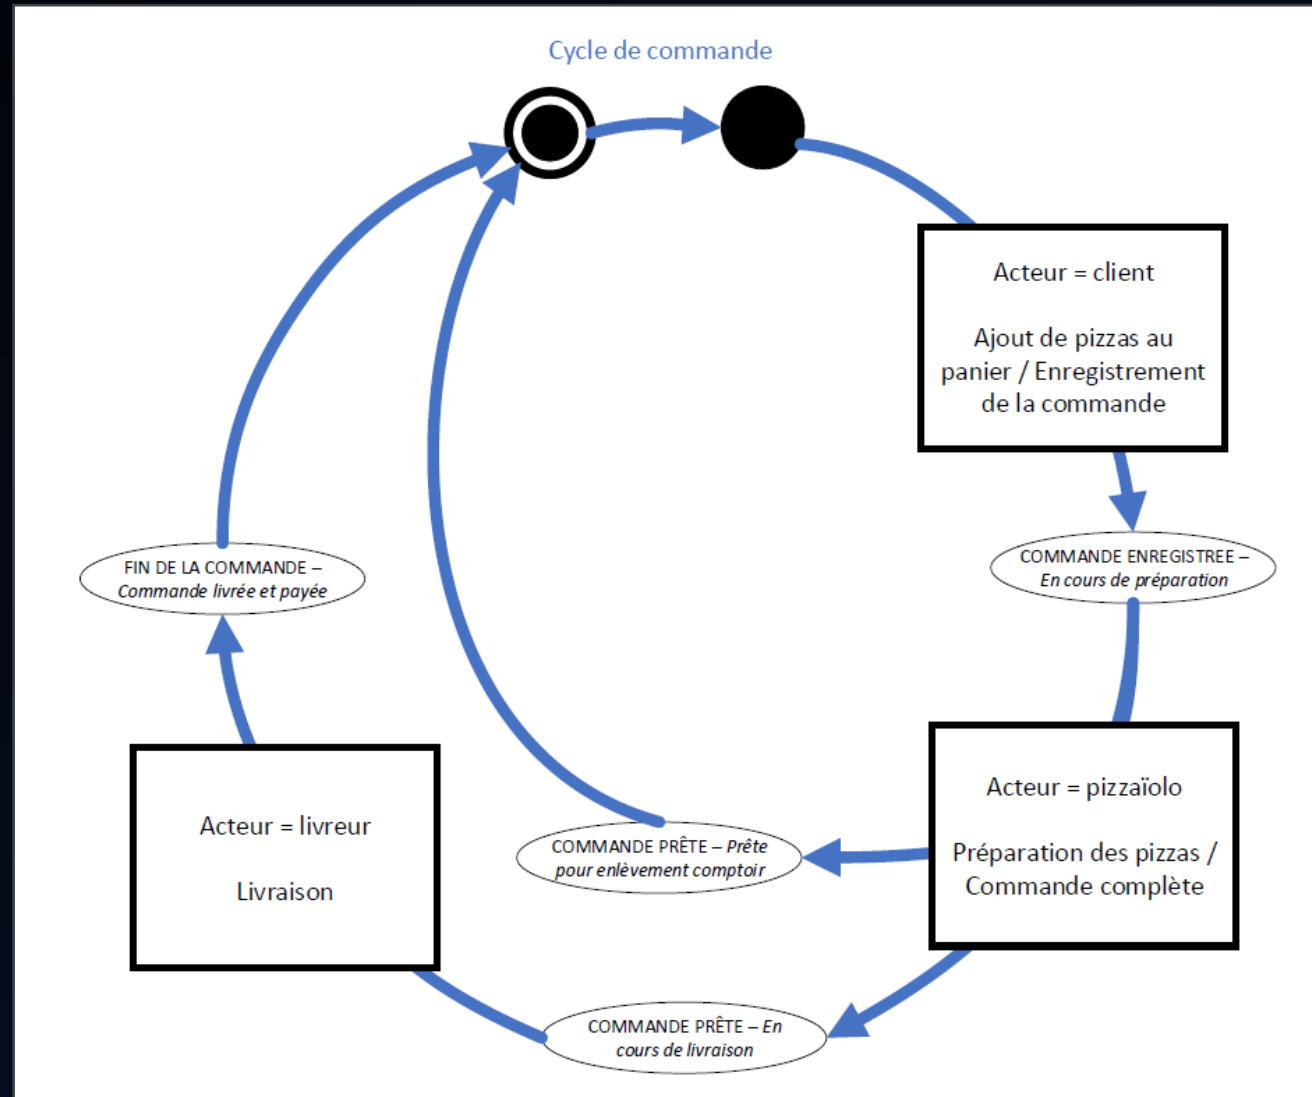 Cycle de commande
Acteur = client
Ajout de pizzas au
panier / Enregistrement
de la commande
COMMANDE ENREGISTREE –
En cours de préparation
Acteur = pizzaïolo
Préparation des pizzas /
Commande complète
COMMANDE PRÊTE – Prête
pour enlèvement comptoir
COMMANDE PRÊTE – En
cours de livraison
Acteur = livreur
Livraison
FIN DE LA COMMANDE –
Commande livrée et payée